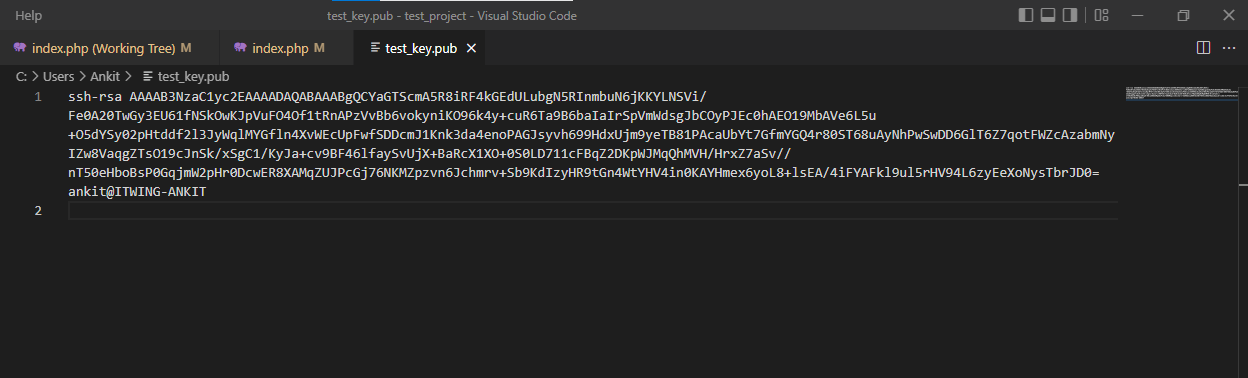 Help
test_key.pub - test_project - Visual Studio Code
index.php (Working Tree) M
index.php M
test_key.pub
C: > Users > Ankit > test_key.pub
1 ssh-rsa AAAAB3NzaC1yc2EAAAADAQABAAABgQCYaGTScmA5R8iRF4kGEdULubgN5RInmbuN6jKKYLNSVi/
Fe0A20TwGy3EU61fNSkOwKJpVuFO4Of1tRnAPzVvBb6vokyniKO96k4y+cuR6Ta9B6baIaIrSpVmWdsgJbCOyPJEc0hAEO19MbAVe6L5u
+O5dYSy02pHtddf2l3JyWqlMYGfln4XvWEcUpFwfSDDcmJ1Knk3da4enoPAGJsyvh699HdxUjm9yeTB81PAcaUbYt7GfmYGQ4r80ST68uAyNhPwSwDD6GlT6Z7qotFWZcAzabmNy
IZw8VaqgZTsO19cJnSk/xSgC1/KyJa+cv9BF46lfaySvUjX+BaRcX1XO+0S0LD711cFBqZ2DKpWJMqQhMVH/HrxZ7aSv//
nT50eHboBsP0GqjmW2pHr0DcwER8XAMqZUJPcGj76NKMZpzvn6Jchmrv+Sb9KdIzyHR9tGn4WtYHV4in0KAYHmex6yoL8+lsEA/4iFYAFkl9ul5rHV94L6zyEeXoNysTbrJD0=
ankit@ITWING-ANKIT
2